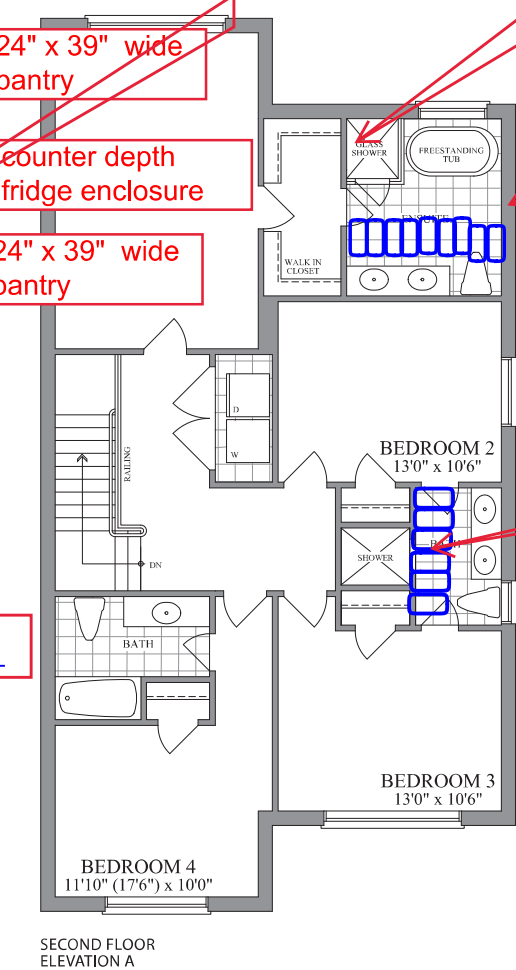 24" x 39" wide
pantry
counter depth
fridge enclosure
24" x 39" wide
pantry
GLASS
SHOWER
FREESTANDING
TUB
ENSUITE
WALK IN
CLOSET
D
W
RAILING
DN
BEDROOM 2
13'0" x 10'6"
SHOWER
BATH
BATH
BEDROOM 3
13'0" x 10'6"
BEDROOM 4
11'10" (17'6") x 10'0"
SECOND FLOOR
ELEVATION A